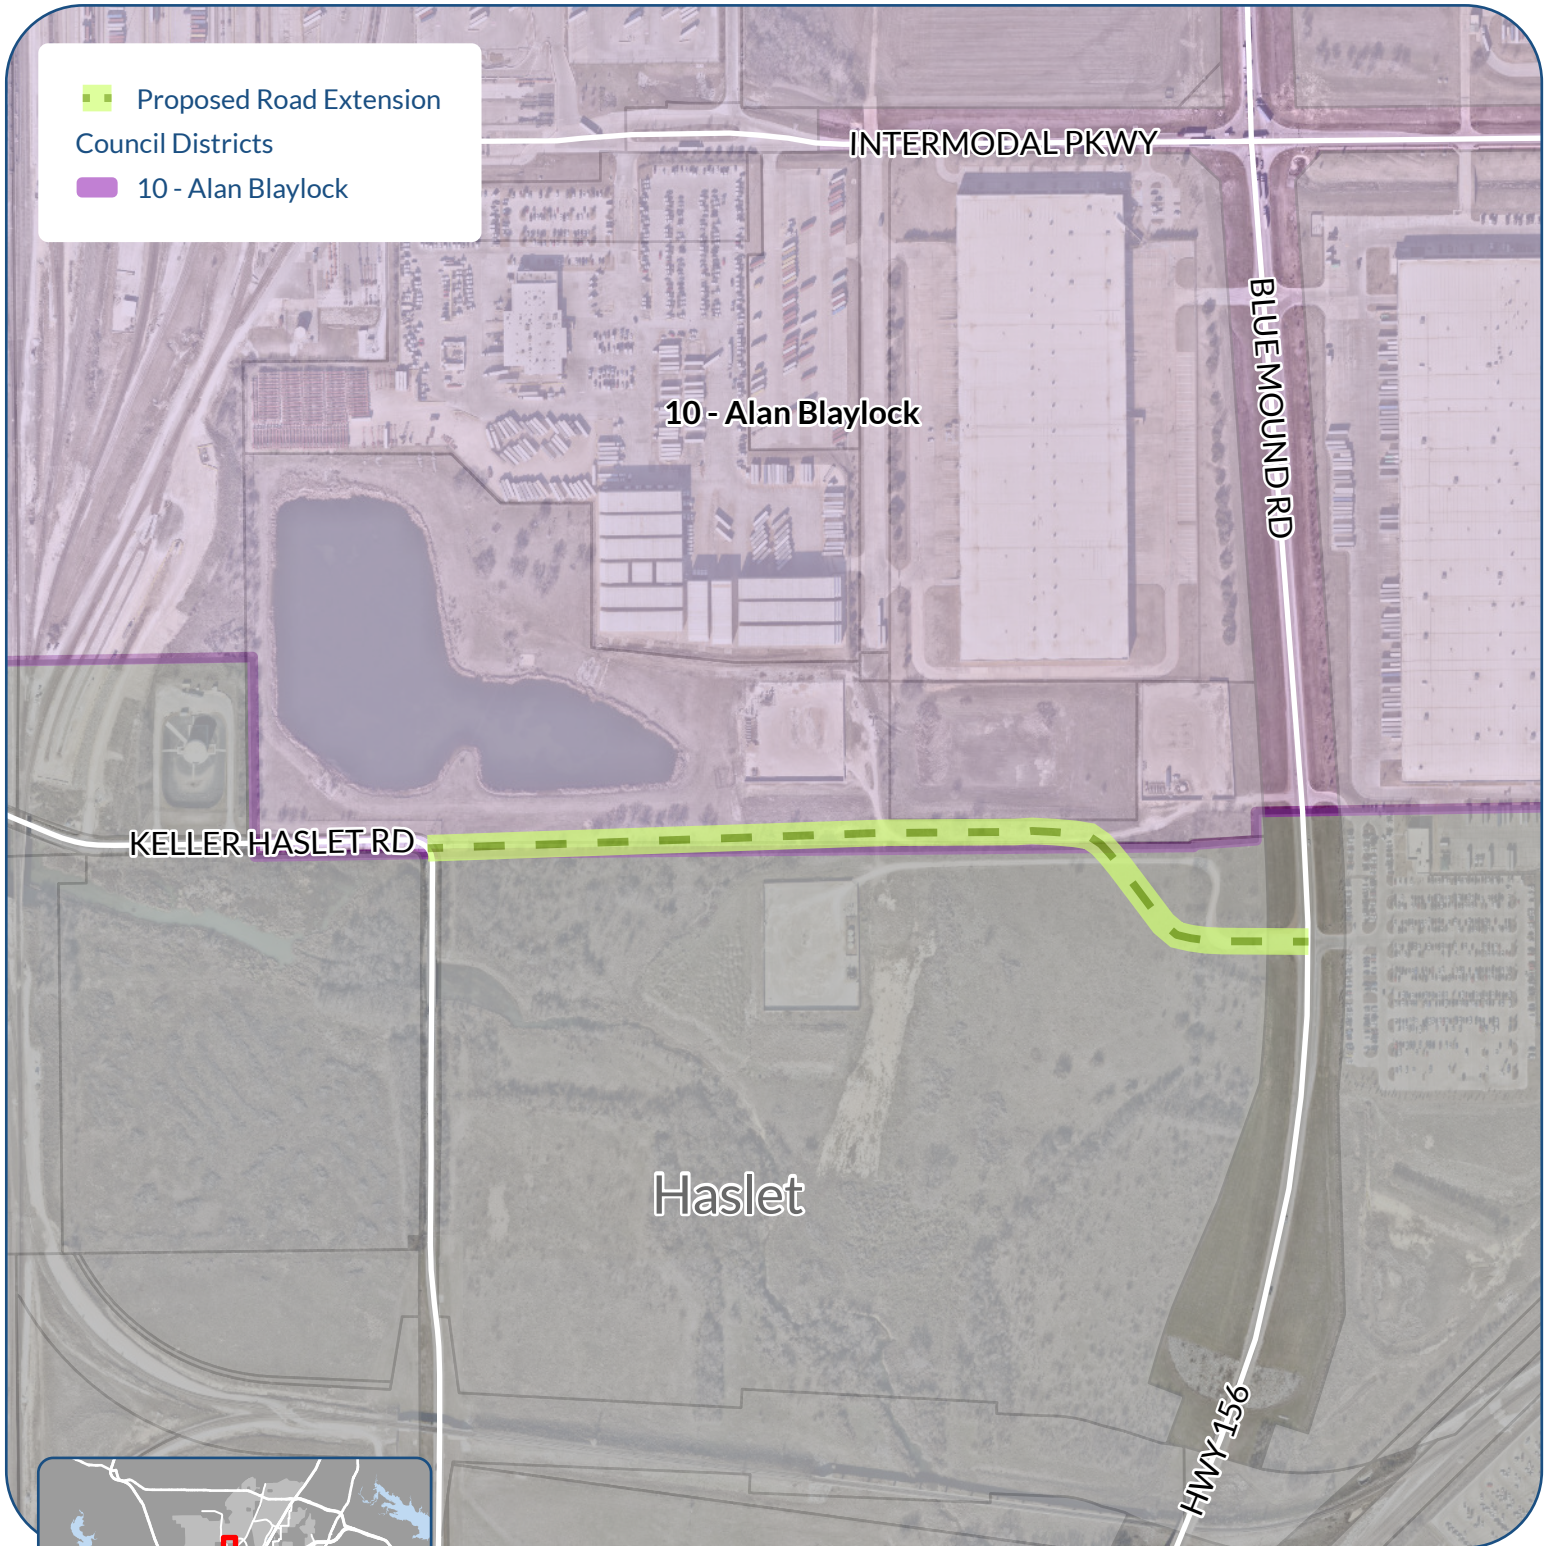 Proposed Road Extension
Council Districts
10 - Alan Blaylock
INTERMODAL PKWY
BLUE MOUND RD
10 - Alan Blaylock
KELLER HASLET RD
Haslet
HWY 156